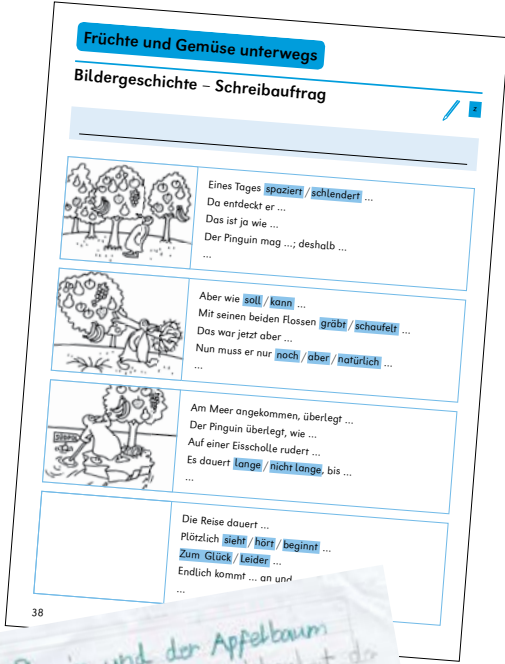 Früchte und Gemüse unterwegs
Bildergeschichte – Schreibauftrag
Eines Tages spaziert / schlendert ...
Da entdeckt er ...
Das ist ja wie ...
Der Pinguin mag ...; deshalb ...
...
Aber wie soll / kann ...
Mit seinen beiden Flossen gräbt / schaufelt ...
Das war jetzt aber ...
Nun muss er nur noch / aber / natürlich ...
...
Am Meer angekommen, überlegt ...
Der Pinguin überlegt, wie ...
Auf einer Eisscholle rudert ...
Es dauert lange / nicht lange, bis ...
...
Die Reise dauert ...
Plötzlich sieht / hört / beginnt ...
Zum Glück / Leider ...
Endlich kommt ... an und
...
38
und der Apfelbaum